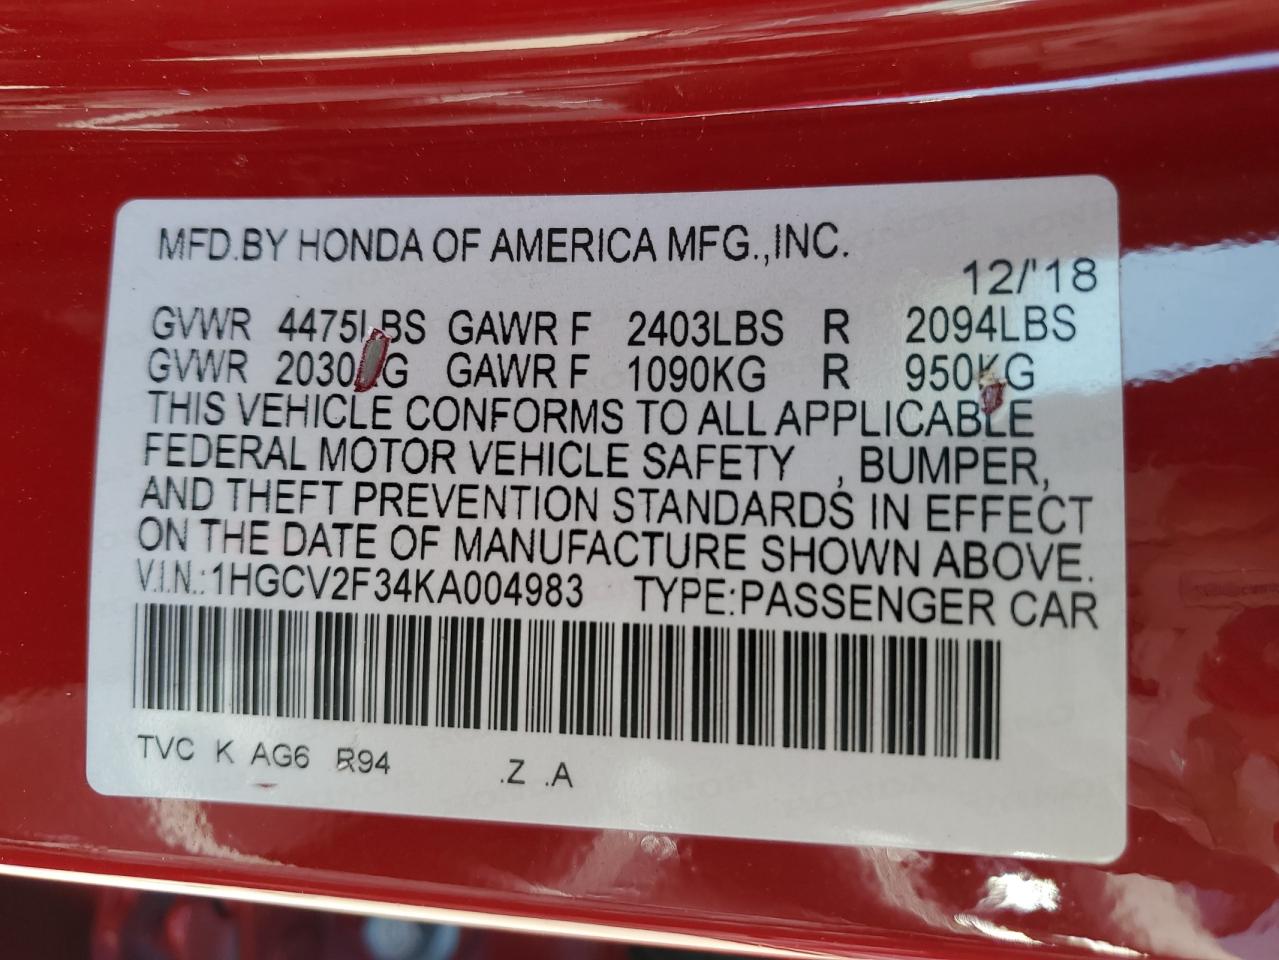 MFD.BY HONDA OF AMERICA MFG.,INC.
12/'18
GVWR 4475LBS GAWR F 2403LBS R 2094LBS
GVWR 2030KG GAWR F 1090KG R 950KG
THIS VEHICLE CONFORMS TO ALL APPLICABLE
FEDERAL MOTOR VEHICLE SAFETY , BUMPER,
AND THEFT PREVENTION STANDARDS IN EFFECT
ON THE DATE OF MANUFACTURE SHOWN ABOVE.
V.I.N.: 1HGCV2F34KA004983 TYPE:PASSENGER CAR
TVC K AG6 R94 .Z .A